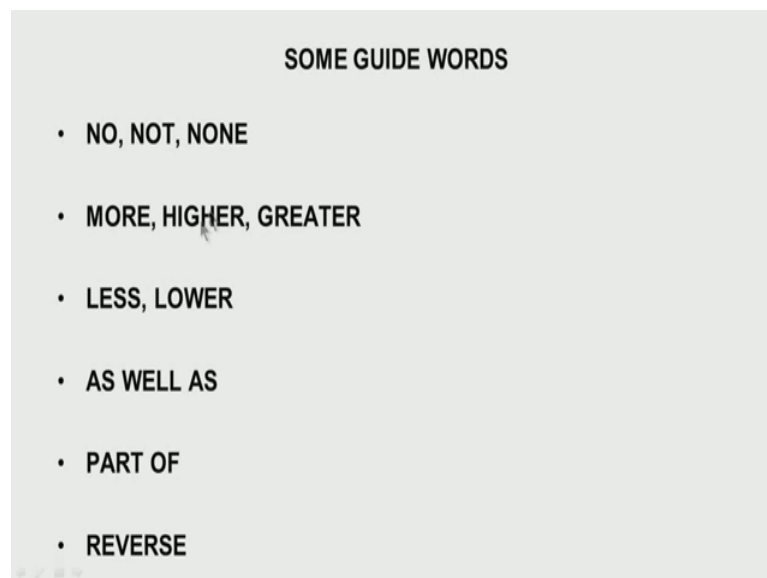 SOME GUIDE WORDS
• NO, NOT, NONE
• MORE, HIGHER, GREATER
• LESS, LOWER
• AS WELL AS
• PART OF
• REVERSE